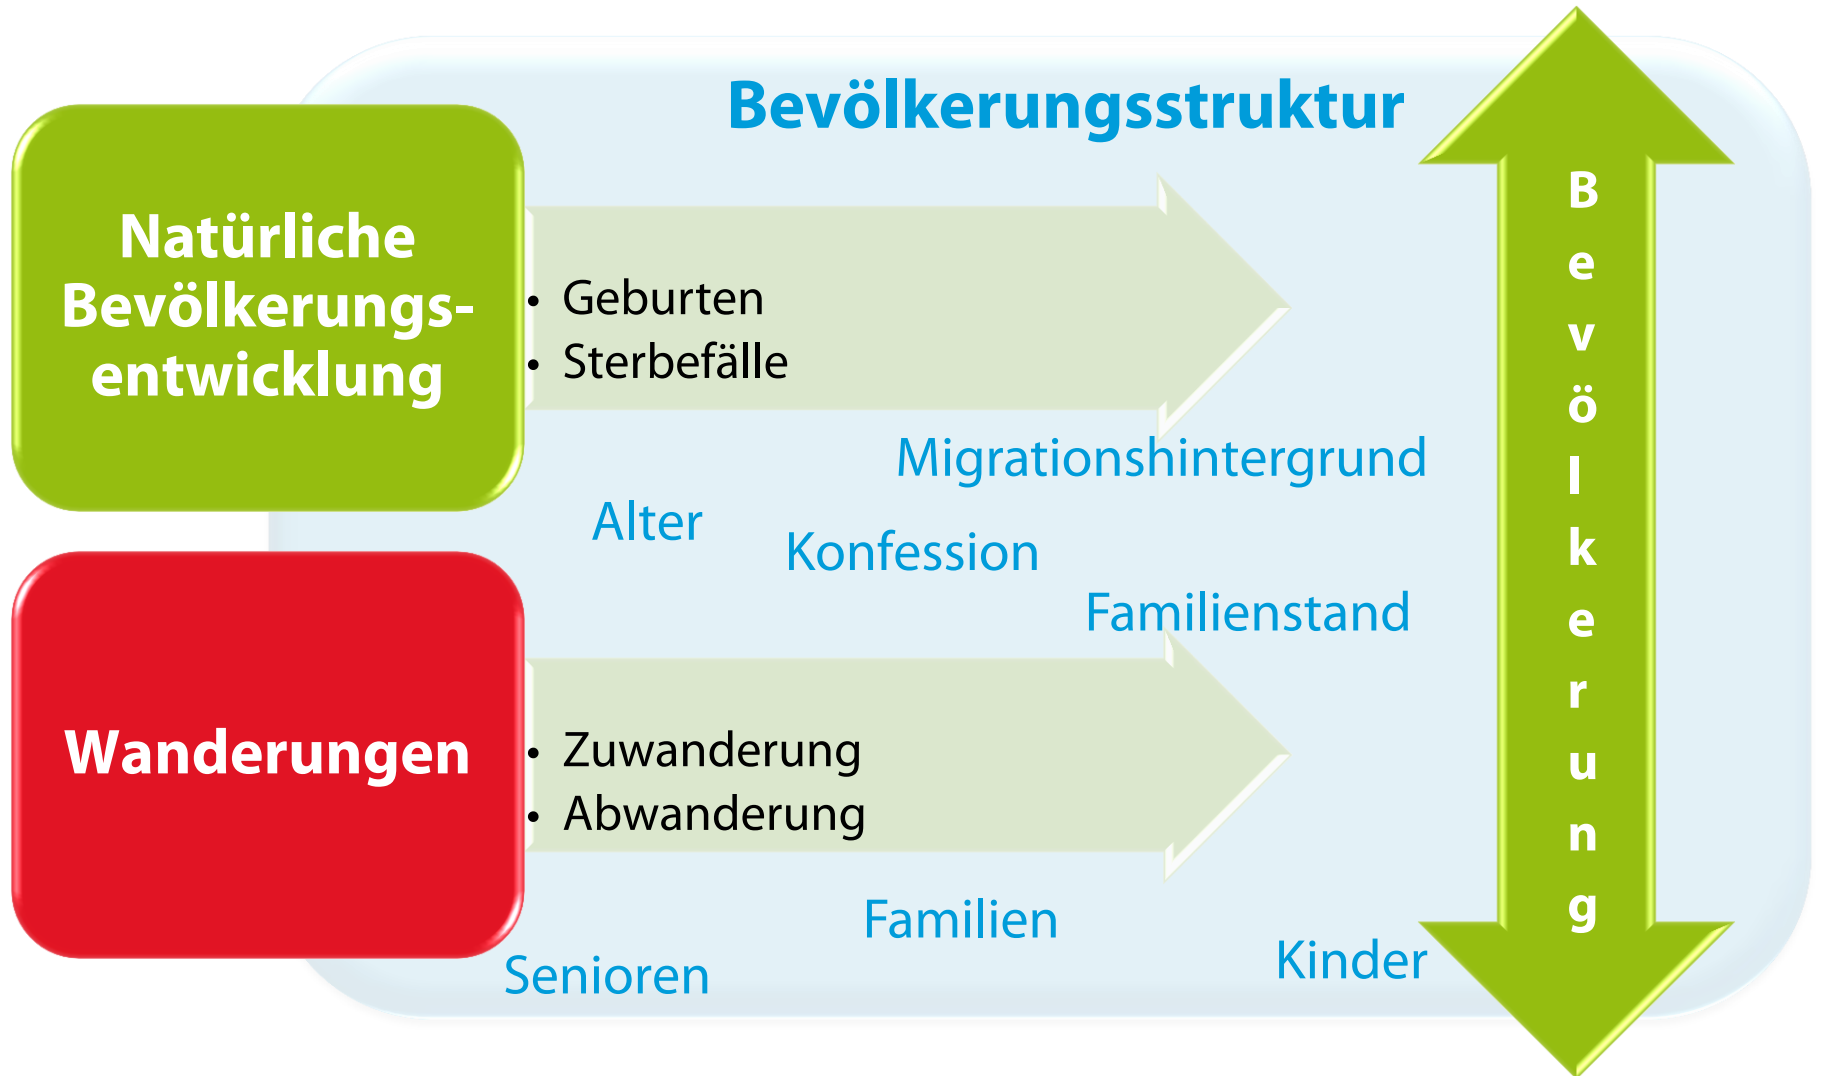 Bevölkerungsstruktur
Natürliche
Bevölkerungs-
entwicklung
• Geburten
• Sterbefälle
Migrationshintergrund
Alter
Konfession
Familienstand
Wanderungen
• Zuwanderung
• Abwanderung
Familien
Senioren
Kinder
B
e
v
ö
l
k
e
r
u
n
g